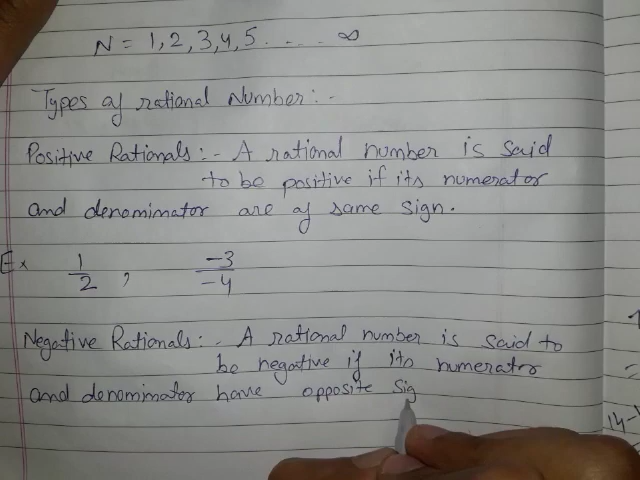 N = 1,2,3,4,5. . . . . ∞
Types of rational Number: -
Positive Rationals: - A rational number is said
to be positive if its numerator
and denominator are of same sign.
Ex 1/2 , -3/-4
Negative Rationals: - A rational number is said to
be negative if its numerator
and denominator have opposite sig
14-